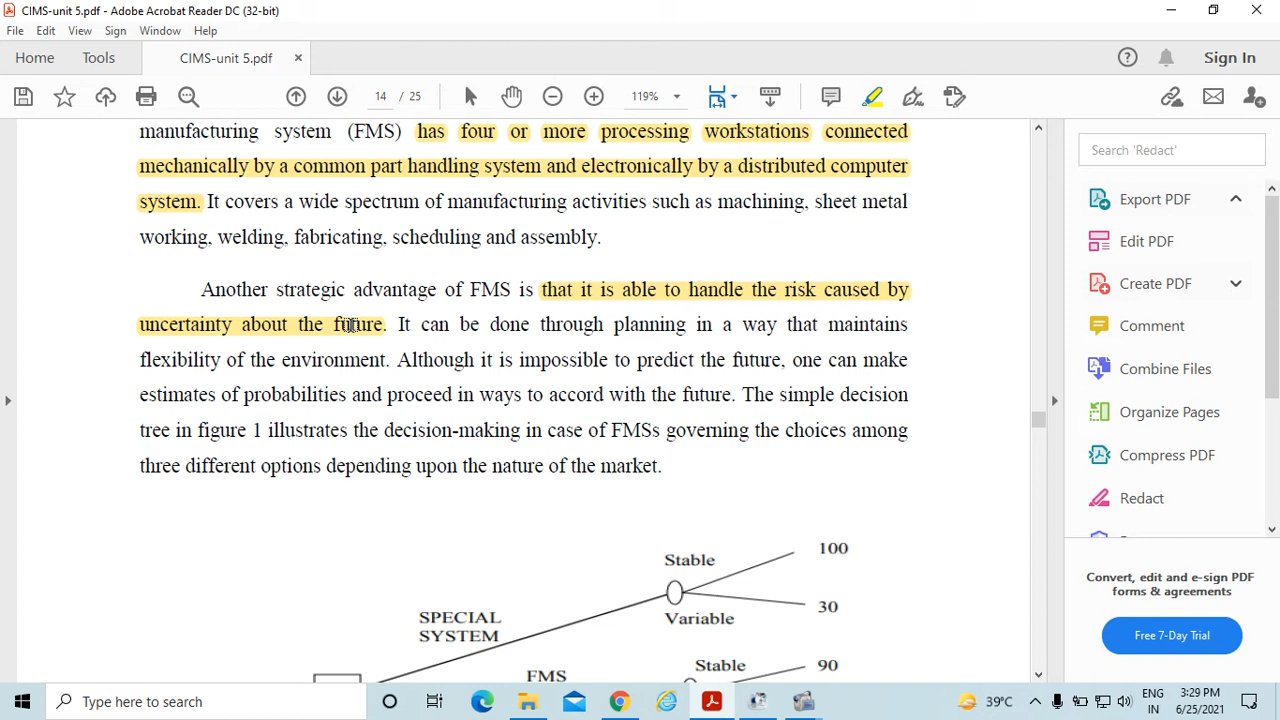 CIMS-unit 5.pdf - Adobe Acrobat Reader DC (32-bit)
File Edit View Sign Window Help
Home Tools CIMS-unit 5.pdf × Sign In
14 / 25 119%
manufacturing system (FMS) has four or more processing workstations connected
mechanically by a common part handling system and electronically by a distributed computer
system. It covers a wide spectrum of manufacturing activities such as machining, sheet metal
working, welding, fabricating, scheduling and assembly.
Another strategic advantage of FMS is that it is able to handle the risk caused by
uncertainty about the future. It can be done through planning in a way that maintains
flexibility of the environment. Although it is impossible to predict the future, one can make
estimates of probabilities and proceed in ways to accord with the future. The simple decision
tree in figure 1 illustrates the decision-making in case of FMSs governing the choices among
three different options depending upon the nature of the market.
Stable 100
30
Variable
SPECIAL
SYSTEM
Stable 90
FMS
Search 'Redact'
Export PDF
Edit PDF
Create PDF
Comment
Combine Files
Organize Pages
Compress PDF
Redact
Convert, edit and e-sign PDF
forms & agreements
Free 7-Day Trial
Type here to search
39°C
ENG
IN
3:29 PM
6/25/2021